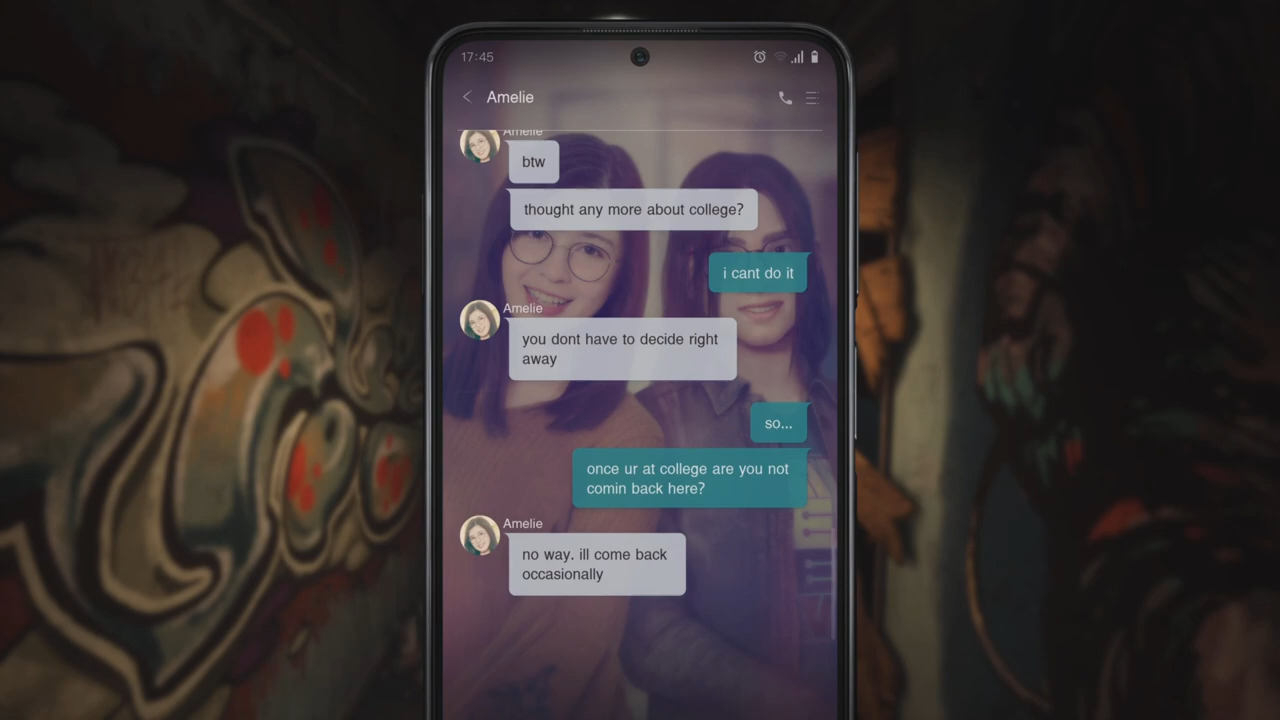 17:45
Amelie
Amelie
btw
thought any more about college?
i cant do it
Amelie
you dont have to decide right
away
so...
once ur at college are you not
comin back here?
Amelie
no way. ill come back
occasionally